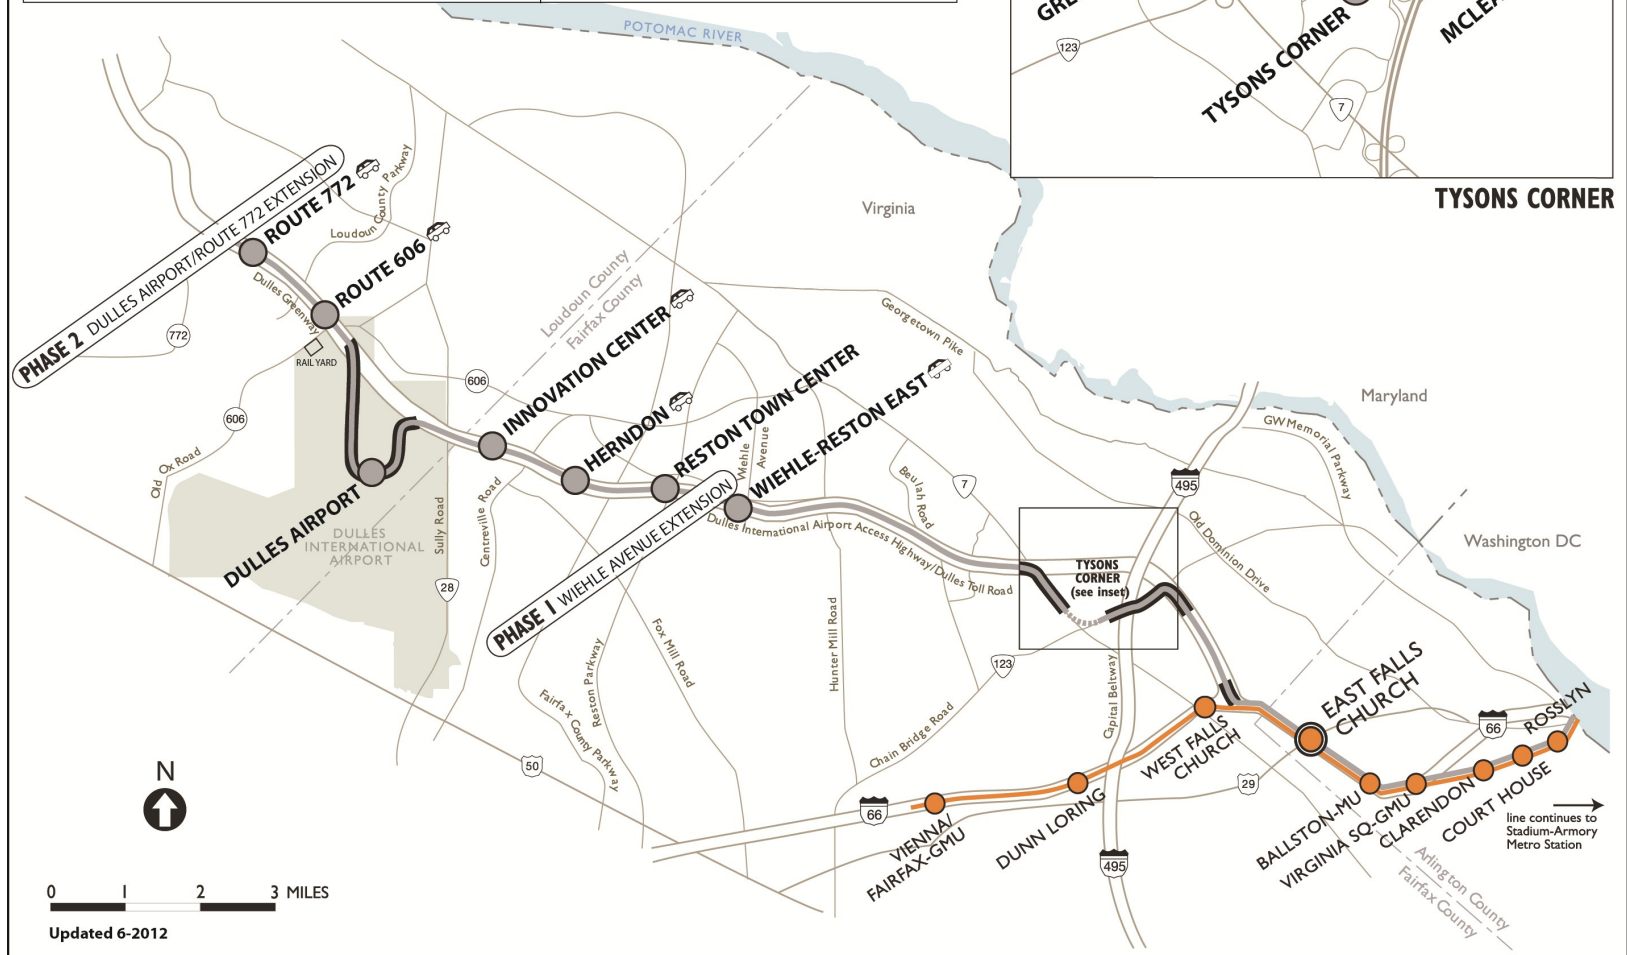 POTOMAC RIVER
123
TYSONS CORNER
7
TYSONS CORNER
Virginia
Maryland
Washington DC
PHASE 2 DULLES AIRPORT/ROUTE 772 EXTENSION
ROUTE 772
Loudoun County Parkway
ROUTE 606
Dulles Greenway
772
RAIL YARD
606
606
Old Ox Road
Loudoun County
Fairfax County
INNOVATION CENTER
HERNDON
RESTON TOWN CENTER
WIEHLE-RESTON EAST
Wiehle
Avenue
PHASE 1 WIEHLE AVENUE EXTENSION
DULLES AIRPORT
DULLES
INTERNATIONAL
AIRPORT
Sully Road
28
Centreville Road
Georgetown Pike
Beulah Road
7
Dulles International Airport Access Highway/Dulles Toll Road
TYSONS
CORNER
(see inset)
495
GW Memorial Parkway
Old Dominion Drive
Fox Mill Road
Reston Parkway
Fairfax County Parkway
Hunter Mill Road
123
Chain Bridge Road
Capital Beltway
50
66
VIENNA/
FAIRFAX-GMU
DUNN LORING
WEST FALLS
CHURCH
EAST FALLS
CHURCH
29
66
ROSSLYN
BALLSTON-MU
VIRGINIA SQ-GMU
CLARENDON
COURT HOUSE
line continues to
Stadium-Armory
Metro Station
Arlington County
Fairfax County
495
N
0 1 2 3 MILES
Updated 6-2012